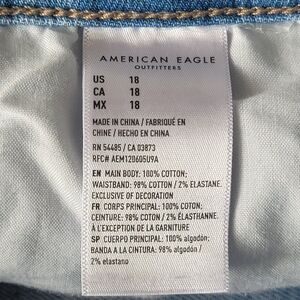 AMERICAN EAGLE
OUTFITTERS
US 18
CA 18
MX 18
MADE IN CHINA / FABRIQUÉ EN
CHINE / HECHO EN CHINA
RN 54485 / CA 03873
RFC# AEM120605U9A
EN MAIN BODY: 100% COTTON;
WAISTBAND: 98% COTTON / 2% ELASTANE.
EXCLUSIVE OF DECORATION
FR CORPS PRINCIPAL: 100% COTON;
CEINTURE: 98% COTON / 2% ÉLASTHANNE.
À L'EXCEPTION DE LA GARNITURE
SP CUERPO PRINCIPAL: 100% algodón;
BANDA A LA CINTURA: 98% algodón /
2% elastano